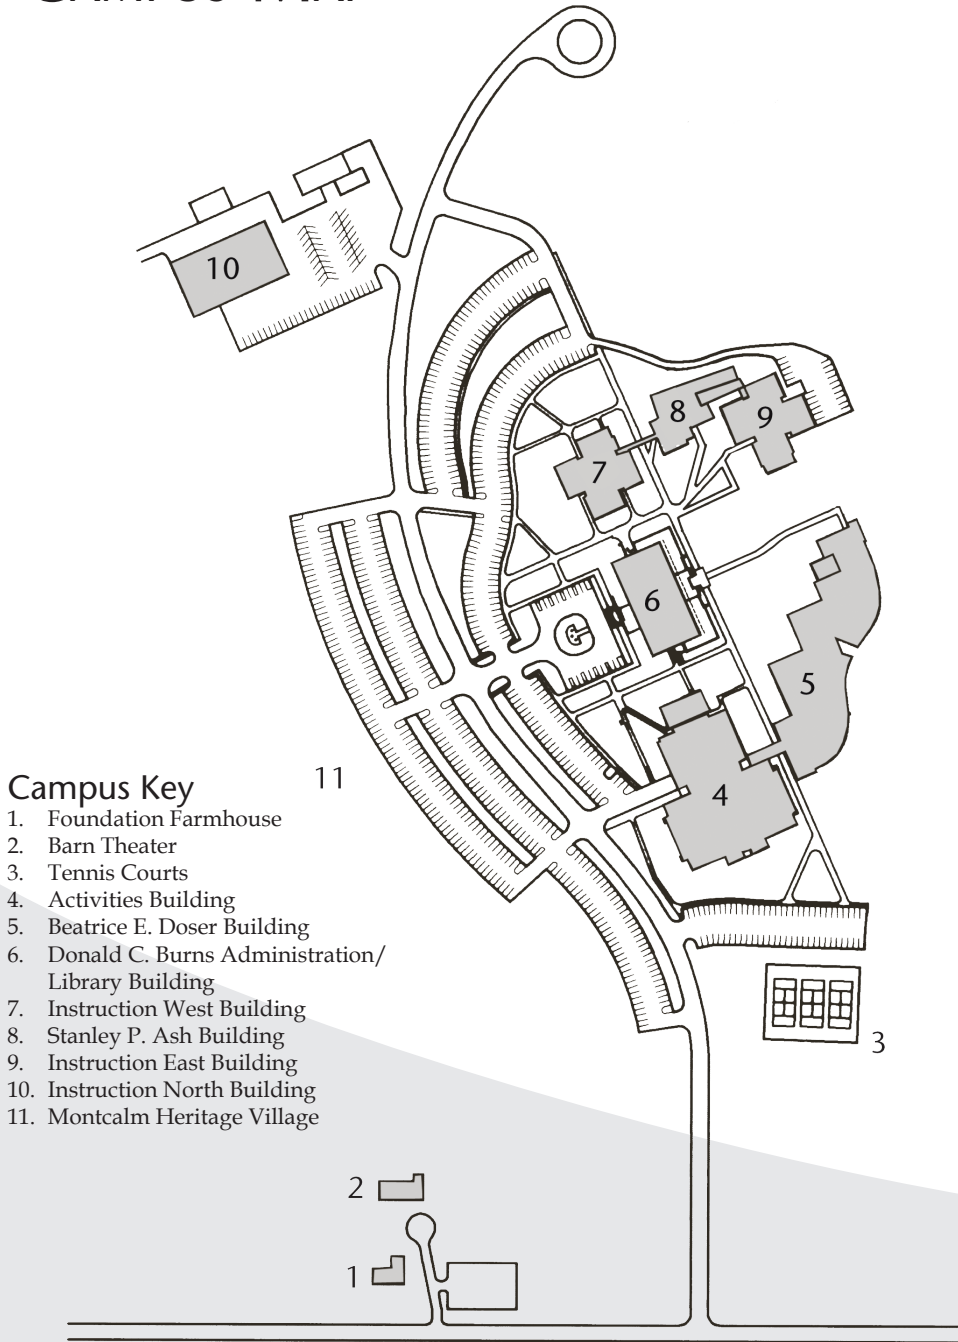 CAMPUS MAP
10
8
9
7
6
5
4
11
Campus Key
1. Foundation Farmhouse
2. Barn Theater
3. Tennis Courts
4. Activities Building
5. Beatrice E. Doser Building
6. Donald C. Burns Administration/
Library Building
7. Instruction West Building
8. Stanley P. Ash Building
9. Instruction East Building
10. Instruction North Building
11. Montcalm Heritage Village
3
2
1